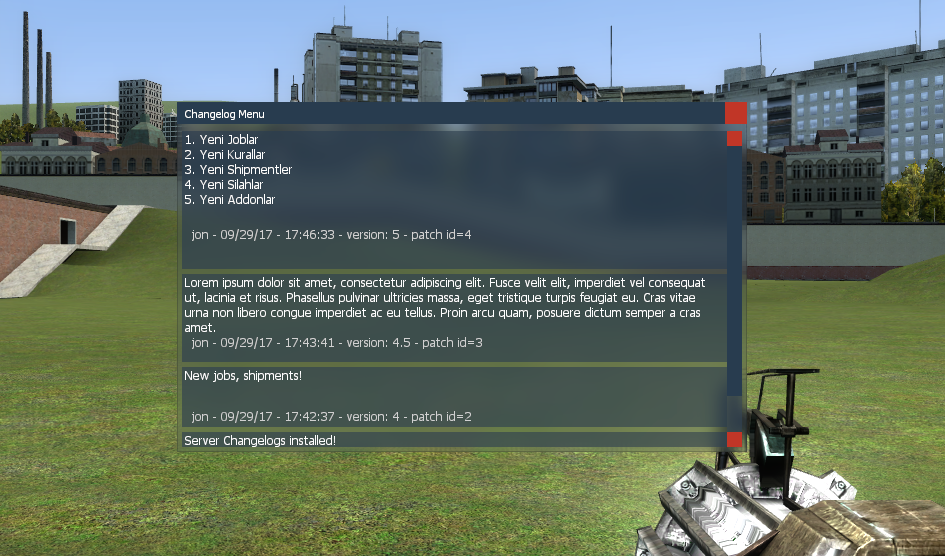 Changelog Menu
1. Yeni Joblar
2. Yeni Kurallar
3. Yeni Shipmentler
4. Yeni Silahlar
5. Yeni Addonlar
jon - 09/29/17 - 17:46:33 - version: 5 - patch id=4
Lorem ipsum dolor sit amet, consectetur adipiscing elit. Fusce velit elit, imperdiet vel consequat
ut, lacinia et risus. Phasellus pulvinar ultricies massa, eget tristique turpis feugiat eu. Cras vitae
urna non libero congue imperdiet ac eu tellus. Proin arcu quam, posuere dictum semper a cras
amet.
jon - 09/29/17 - 17:43:41 - version: 4.5 - patch id=3
New jobs, shipments!
jon - 09/29/17 - 17:42:37 - version: 4 - patch id=2
Server Changelogs installed!